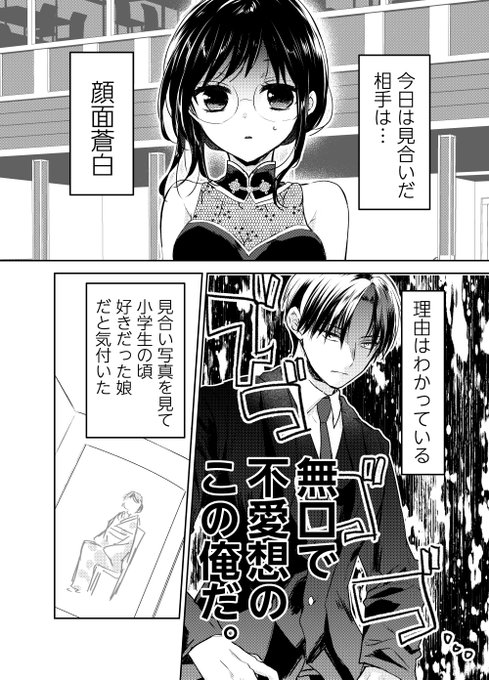 今日は見合いだ
相手は…
顔面蒼白
理由はわかっている
ゴゴゴゴ
無口で
不愛想の
この俺だ。
見合い写真を見て
小学生の頃
好きだった娘
だと気付いた